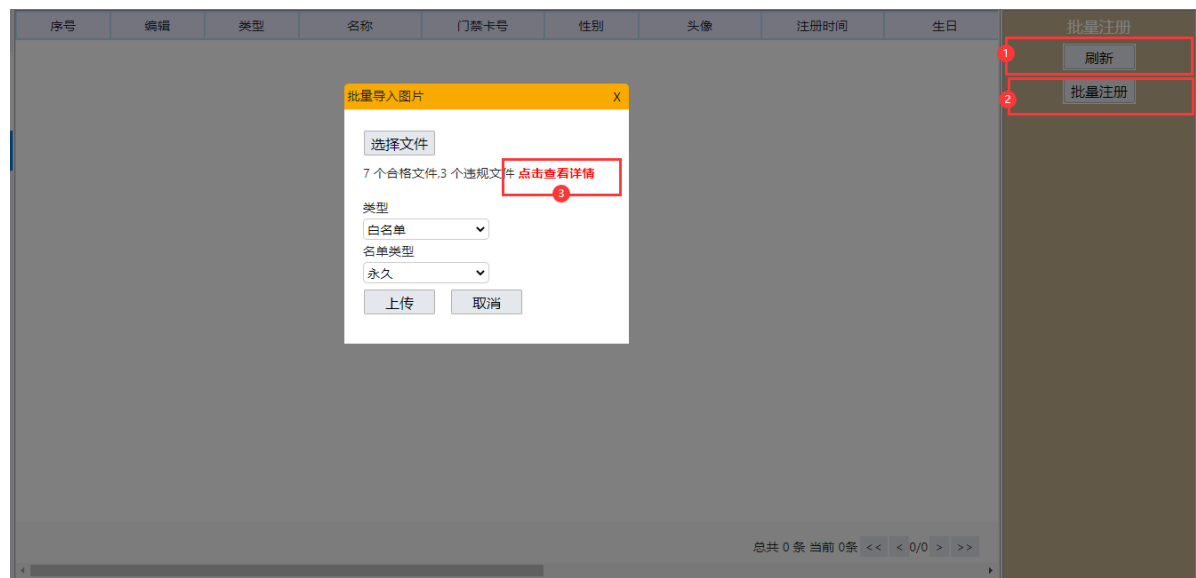 序号 编辑 类型 名称 门禁卡号 性别 头像 注册时间 生日
批量注册
1 刷新
2 批量注册
批量导入图片 X
选择文件
7 个合格文件,3 个违规文件 点击查看详情
3
类型
白名单
名单类型
永久
上传 取消
总共 0 条 当前 0条 << < 0/0 > >>